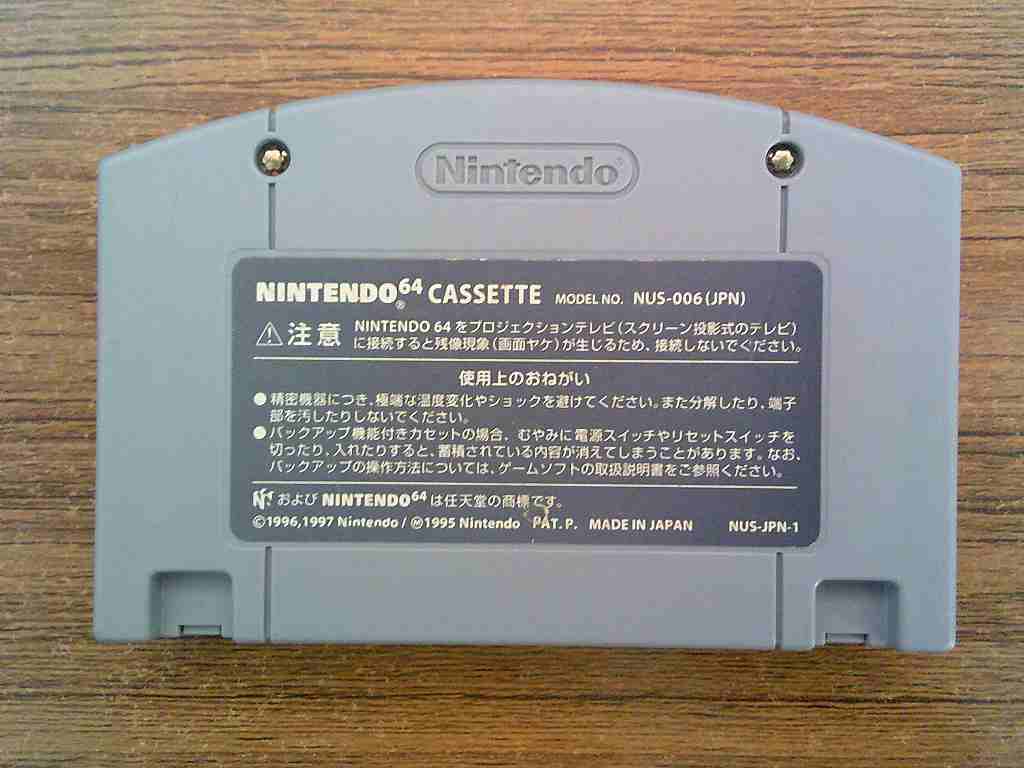 Nintendo®
NINTENDO64® CASSETTE MODEL NO. NUS-006(JPN)
注意 NINTENDO 64 をプロジェクションテレビ(スクリーン投影式のテレビ)
に接続すると残像現象(画面ヤケ)が生じるため、接続しないでください。
使用上のおねがい
●精密機器につき、極端な温度変化やショックを避けてください。また分解したり、端子
部を汚したりしないでください。
●バックアップ機能付きカセットの場合、むやみに電源スイッチやリセットスイッチを
切ったり、入れたりすると、蓄積されている内容が消えてしまうことがあります。なお、
バックアップの操作方法については、ゲームソフトの取扱説明書をご参照ください。
および NINTENDO64 は任天堂の商標です。
©1996,1997 Nintendo/Ⓜ1995 Nintendo PAT. P. MADE IN JAPAN NUS-JPN-1